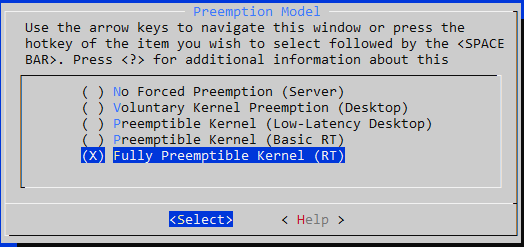 Preemption Model
Use the arrow keys to navigate this window or press the
hotkey of the item you wish to select followed by the <SPACE
BAR>. Press <?> for additional information about this
( ) No Forced Preemption (Server)
( ) Voluntary Kernel Preemption (Desktop)
( ) Preemptible Kernel (Low-Latency Desktop)
( ) Preemptible Kernel (Basic RT)
(X) Fully Preemptible Kernel (RT)
<Select> < Help >